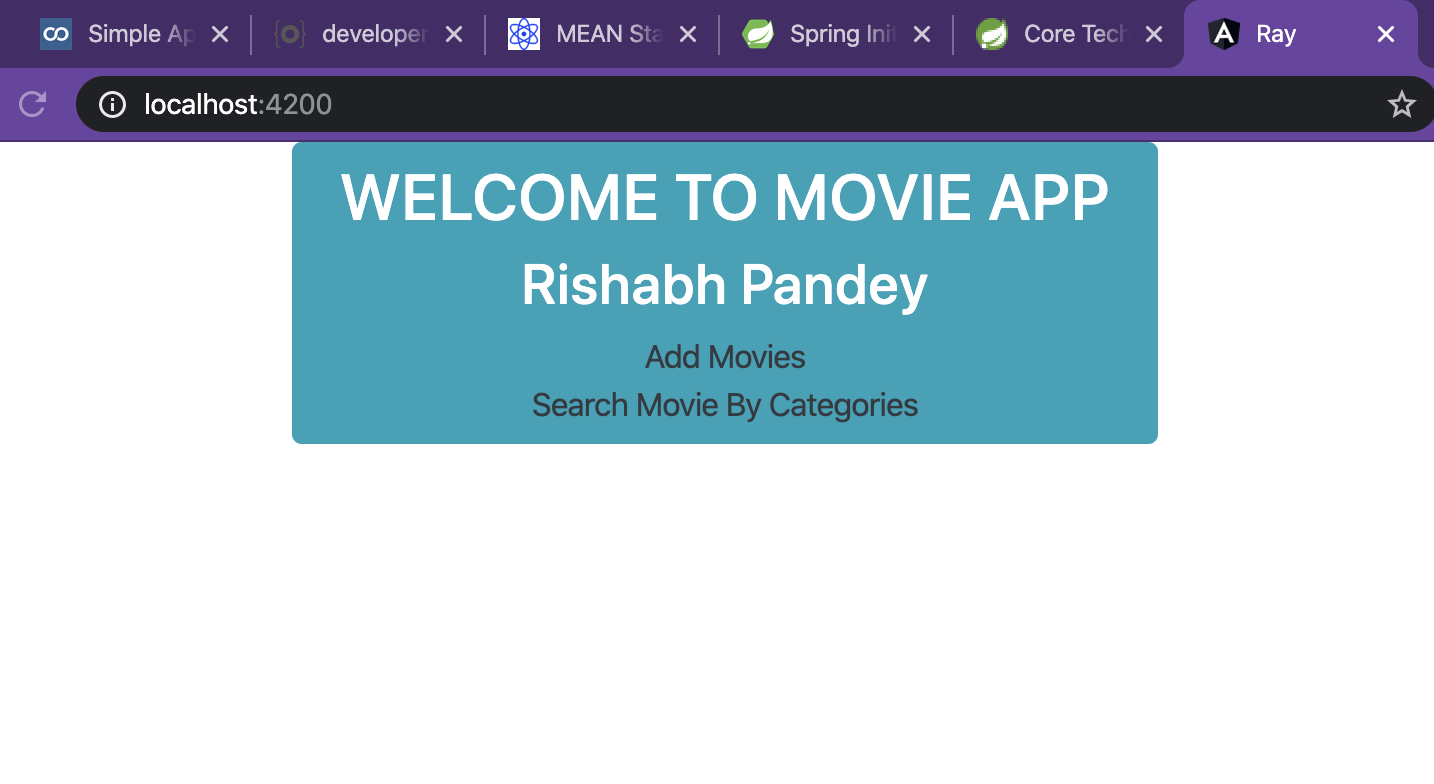 Simple Ap developer MEAN Sta Spring Init Core Tech Ray
localhost:4200
WELCOME TO MOVIE APP
Rishabh Pandey
Add Movies
Search Movie By Categories